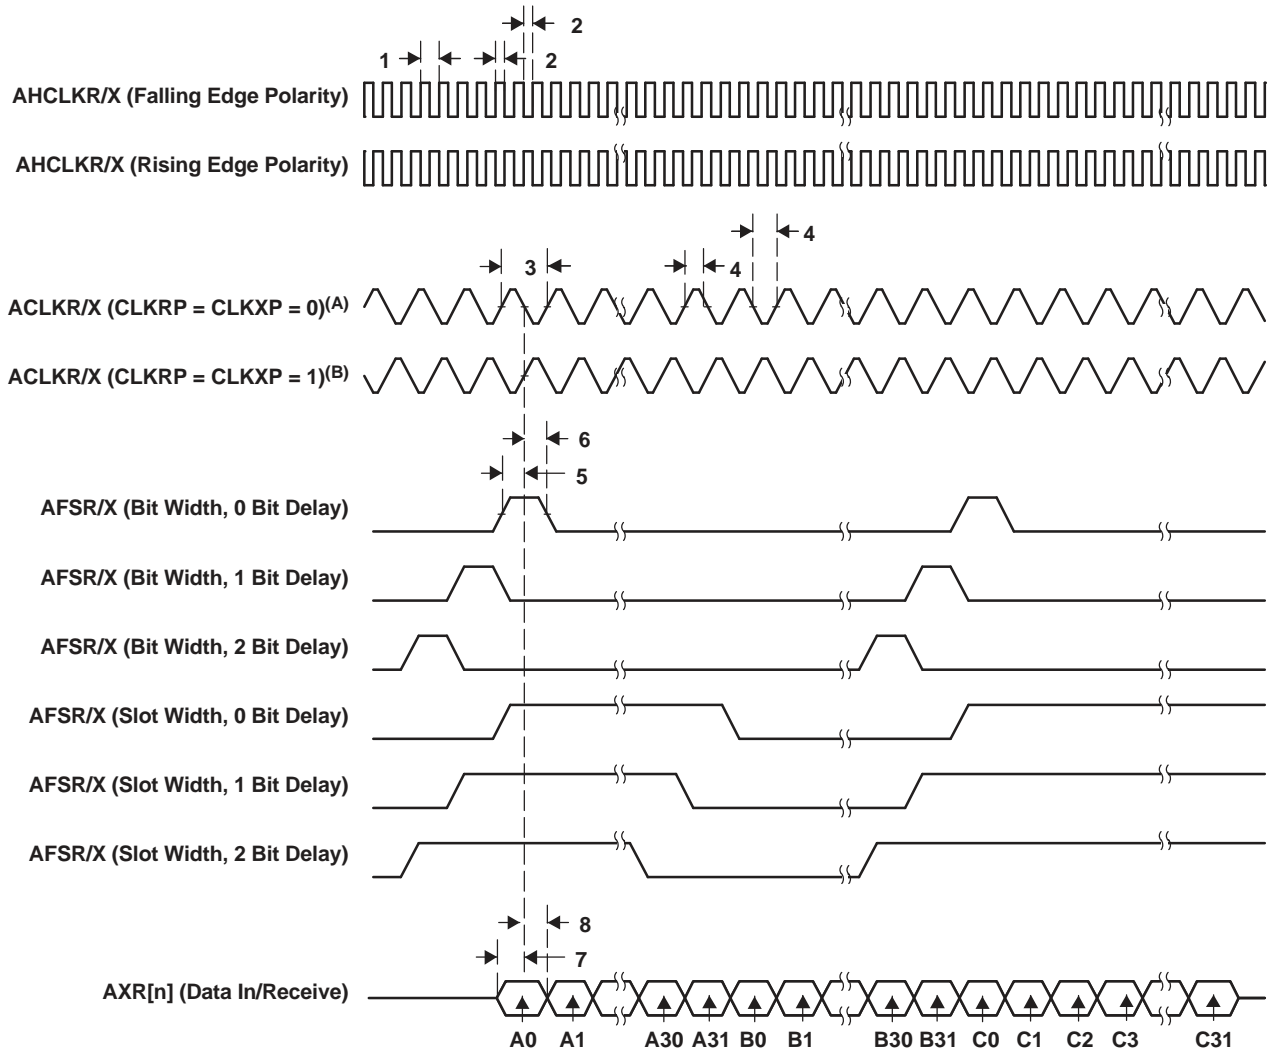 2
1
2
AHCLKR/X (Falling Edge Polarity)
AHCLKR/X (Rising Edge Polarity)
4
3
4
ACLKR/X (CLKRP = CLKXP = 0)(A)
ACLKR/X (CLKRP = CLKXP = 1)(B)
6
5
AFSR/X (Bit Width, 0 Bit Delay)
AFSR/X (Bit Width, 1 Bit Delay)
AFSR/X (Bit Width, 2 Bit Delay)
AFSR/X (Slot Width, 0 Bit Delay)
AFSR/X (Slot Width, 1 Bit Delay)
AFSR/X (Slot Width, 2 Bit Delay)
8
7
AXR[n] (Data In/Receive)
A0 A1 A30 A31 B0 B1 B30 B31 C0 C1 C2 C3 C31